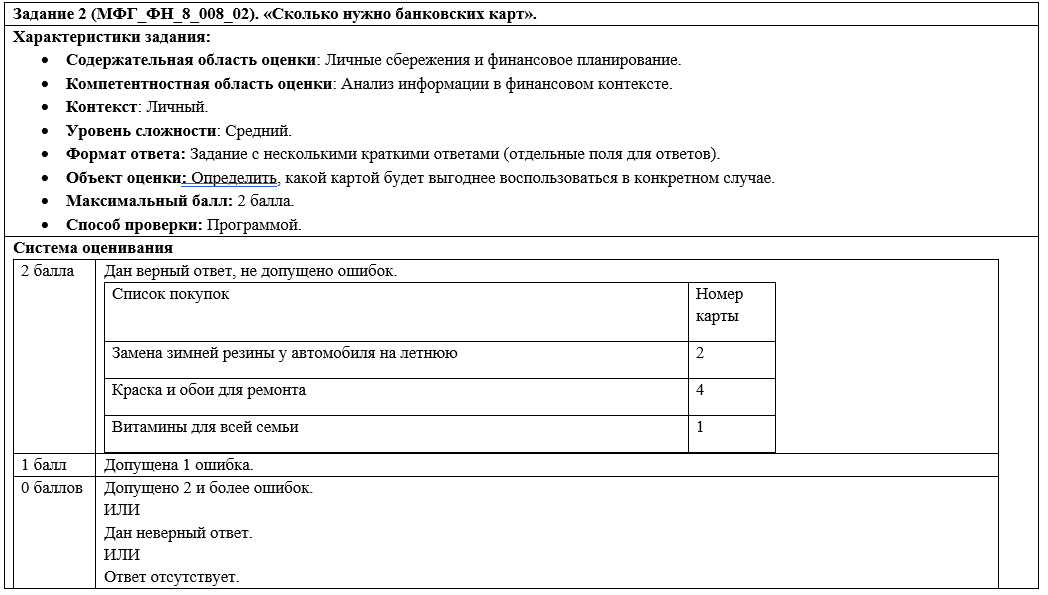 Задание 2 (МФГ_ФН_8_008_02). «Сколько нужно банковских карт».
Характеристики задания:
• Содержательная область оценки: Личные сбережения и финансовое планирование.
• Компетентностная область оценки: Анализ информации в финансовом контексте.
• Контекст: Личный.
• Уровень сложности: Средний.
• Формат ответа: Задание с несколькими краткими ответами (отдельные поля для ответов).
• Объект оценки: Определить, какой картой будет выгоднее воспользоваться в конкретном случае.
• Максимальный балл: 2 балла.
• Способ проверки: Программой.
Система оценивания
2 балла Дан верный ответ, не допущено ошибок.
Список покупок Номер
карты
Замена зимней резины у автомобиля на летнюю 2
Краска и обои для ремонта 4
Витамины для всей семьи 1
1 балл Допущена 1 ошибка.
0 баллов Допущено 2 и более ошибок.
ИЛИ
Дан неверный ответ.
ИЛИ
Ответ отсутствует.